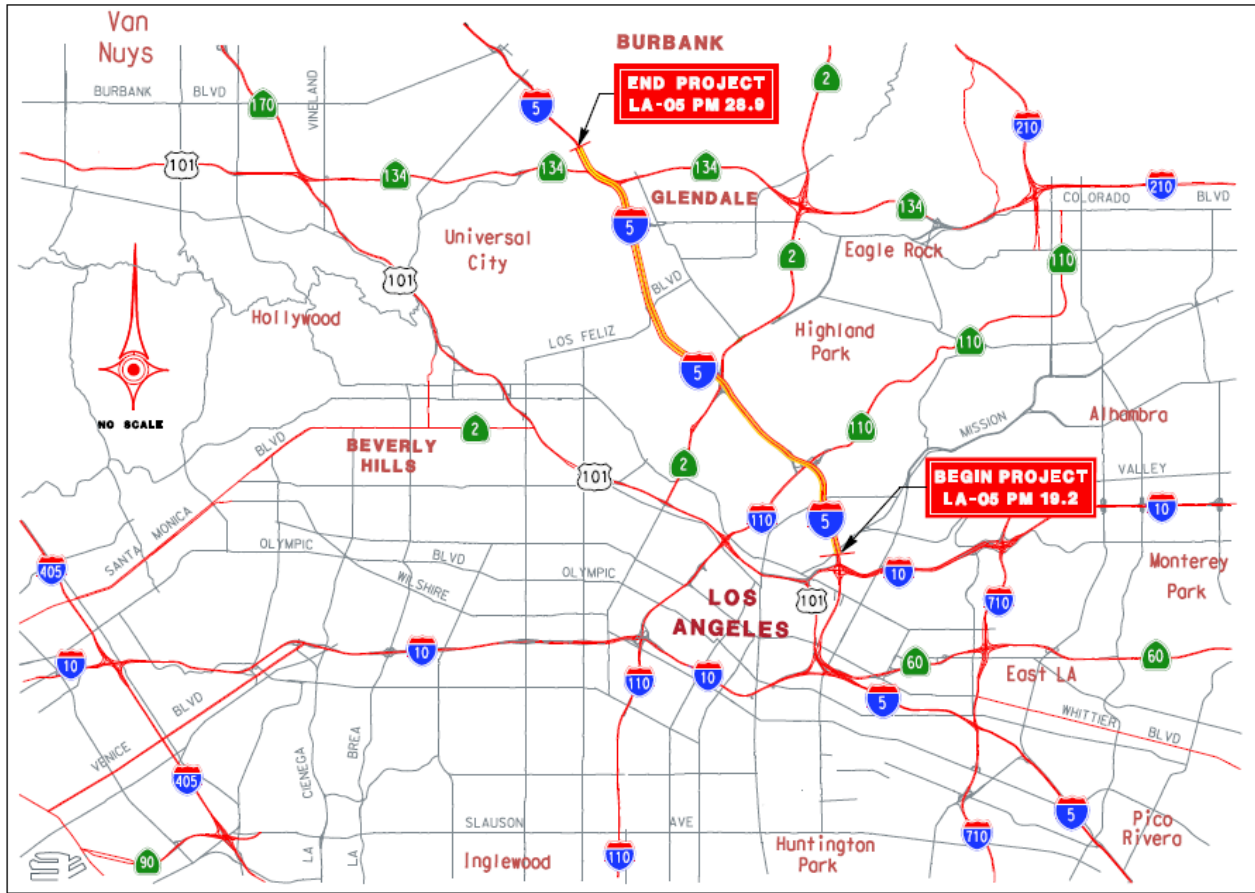 Van
Nuys
BURBANK
END PROJECT
LA-05 PM 28.9
2
5
170
VINELAND
BURBANK BLVD
210
101
134
134
134
210
COLORADO BLVD
GLENDALE
134
5
Universal
City
Eagle Rock
2
110
101
BLVD
Hollywood
LOS FELIZ
Highland
Park
110
5
NO SCALE
Alhambra
MISSION
110
2
BEVERLY
HILLS
BLVD
2
101
BEGIN PROJECT
LA-05 PM 19.2
VALLEY
10
SANTA MONICA
110
5
OLYMPIC BLVD
WILSHIRE
OLYMPIC
405
10
Monterey
Park
LOS
ANGELES
101
710
10
10
60
60
East LA
110
10
5
WHITTIER BLVD
VENICE BLVD
LA CIENEGA
LA BREA
405
5
SLAUSON AVE
710
Pico
Rivera
90
Inglewood
110
Huntington
Park